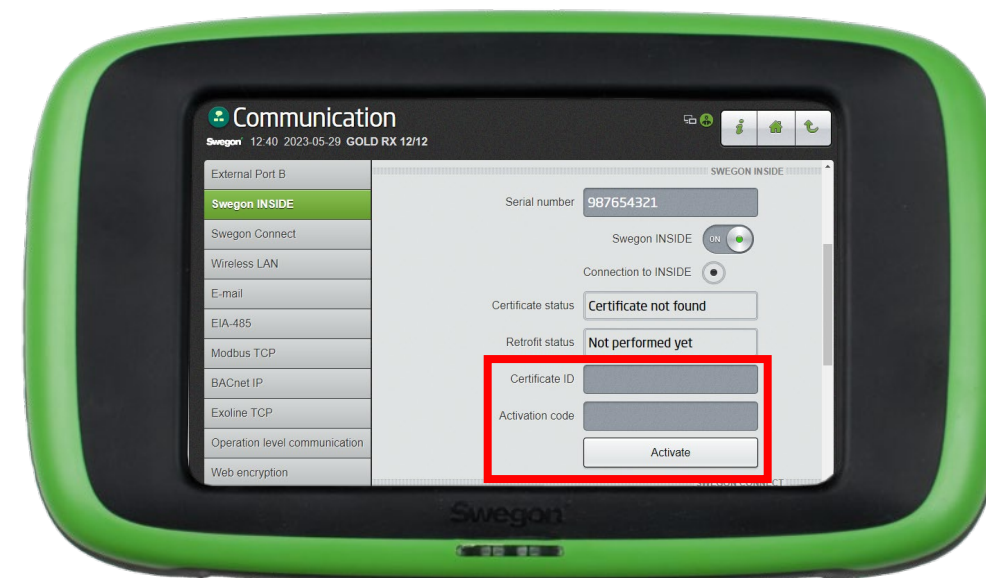 Communication
Swegon 12:40 2023-05-29 GOLD RX 12/12
i
External Port B
Swegon INSIDE
Swegon Connect
Wireless LAN
E-mail
EIA-485
Modbus TCP
BACnet IP
Exoline TCP
Operation level communication
Web encryption
SWEGON INSIDE
Serial number 987654321
Swegon INSIDE ON
Connection to INSIDE
Certificate status Certificate not found
Retrofit status Not performed yet
Certificate ID
Activation code
Activate
SWEGON CONNECT
Swegon